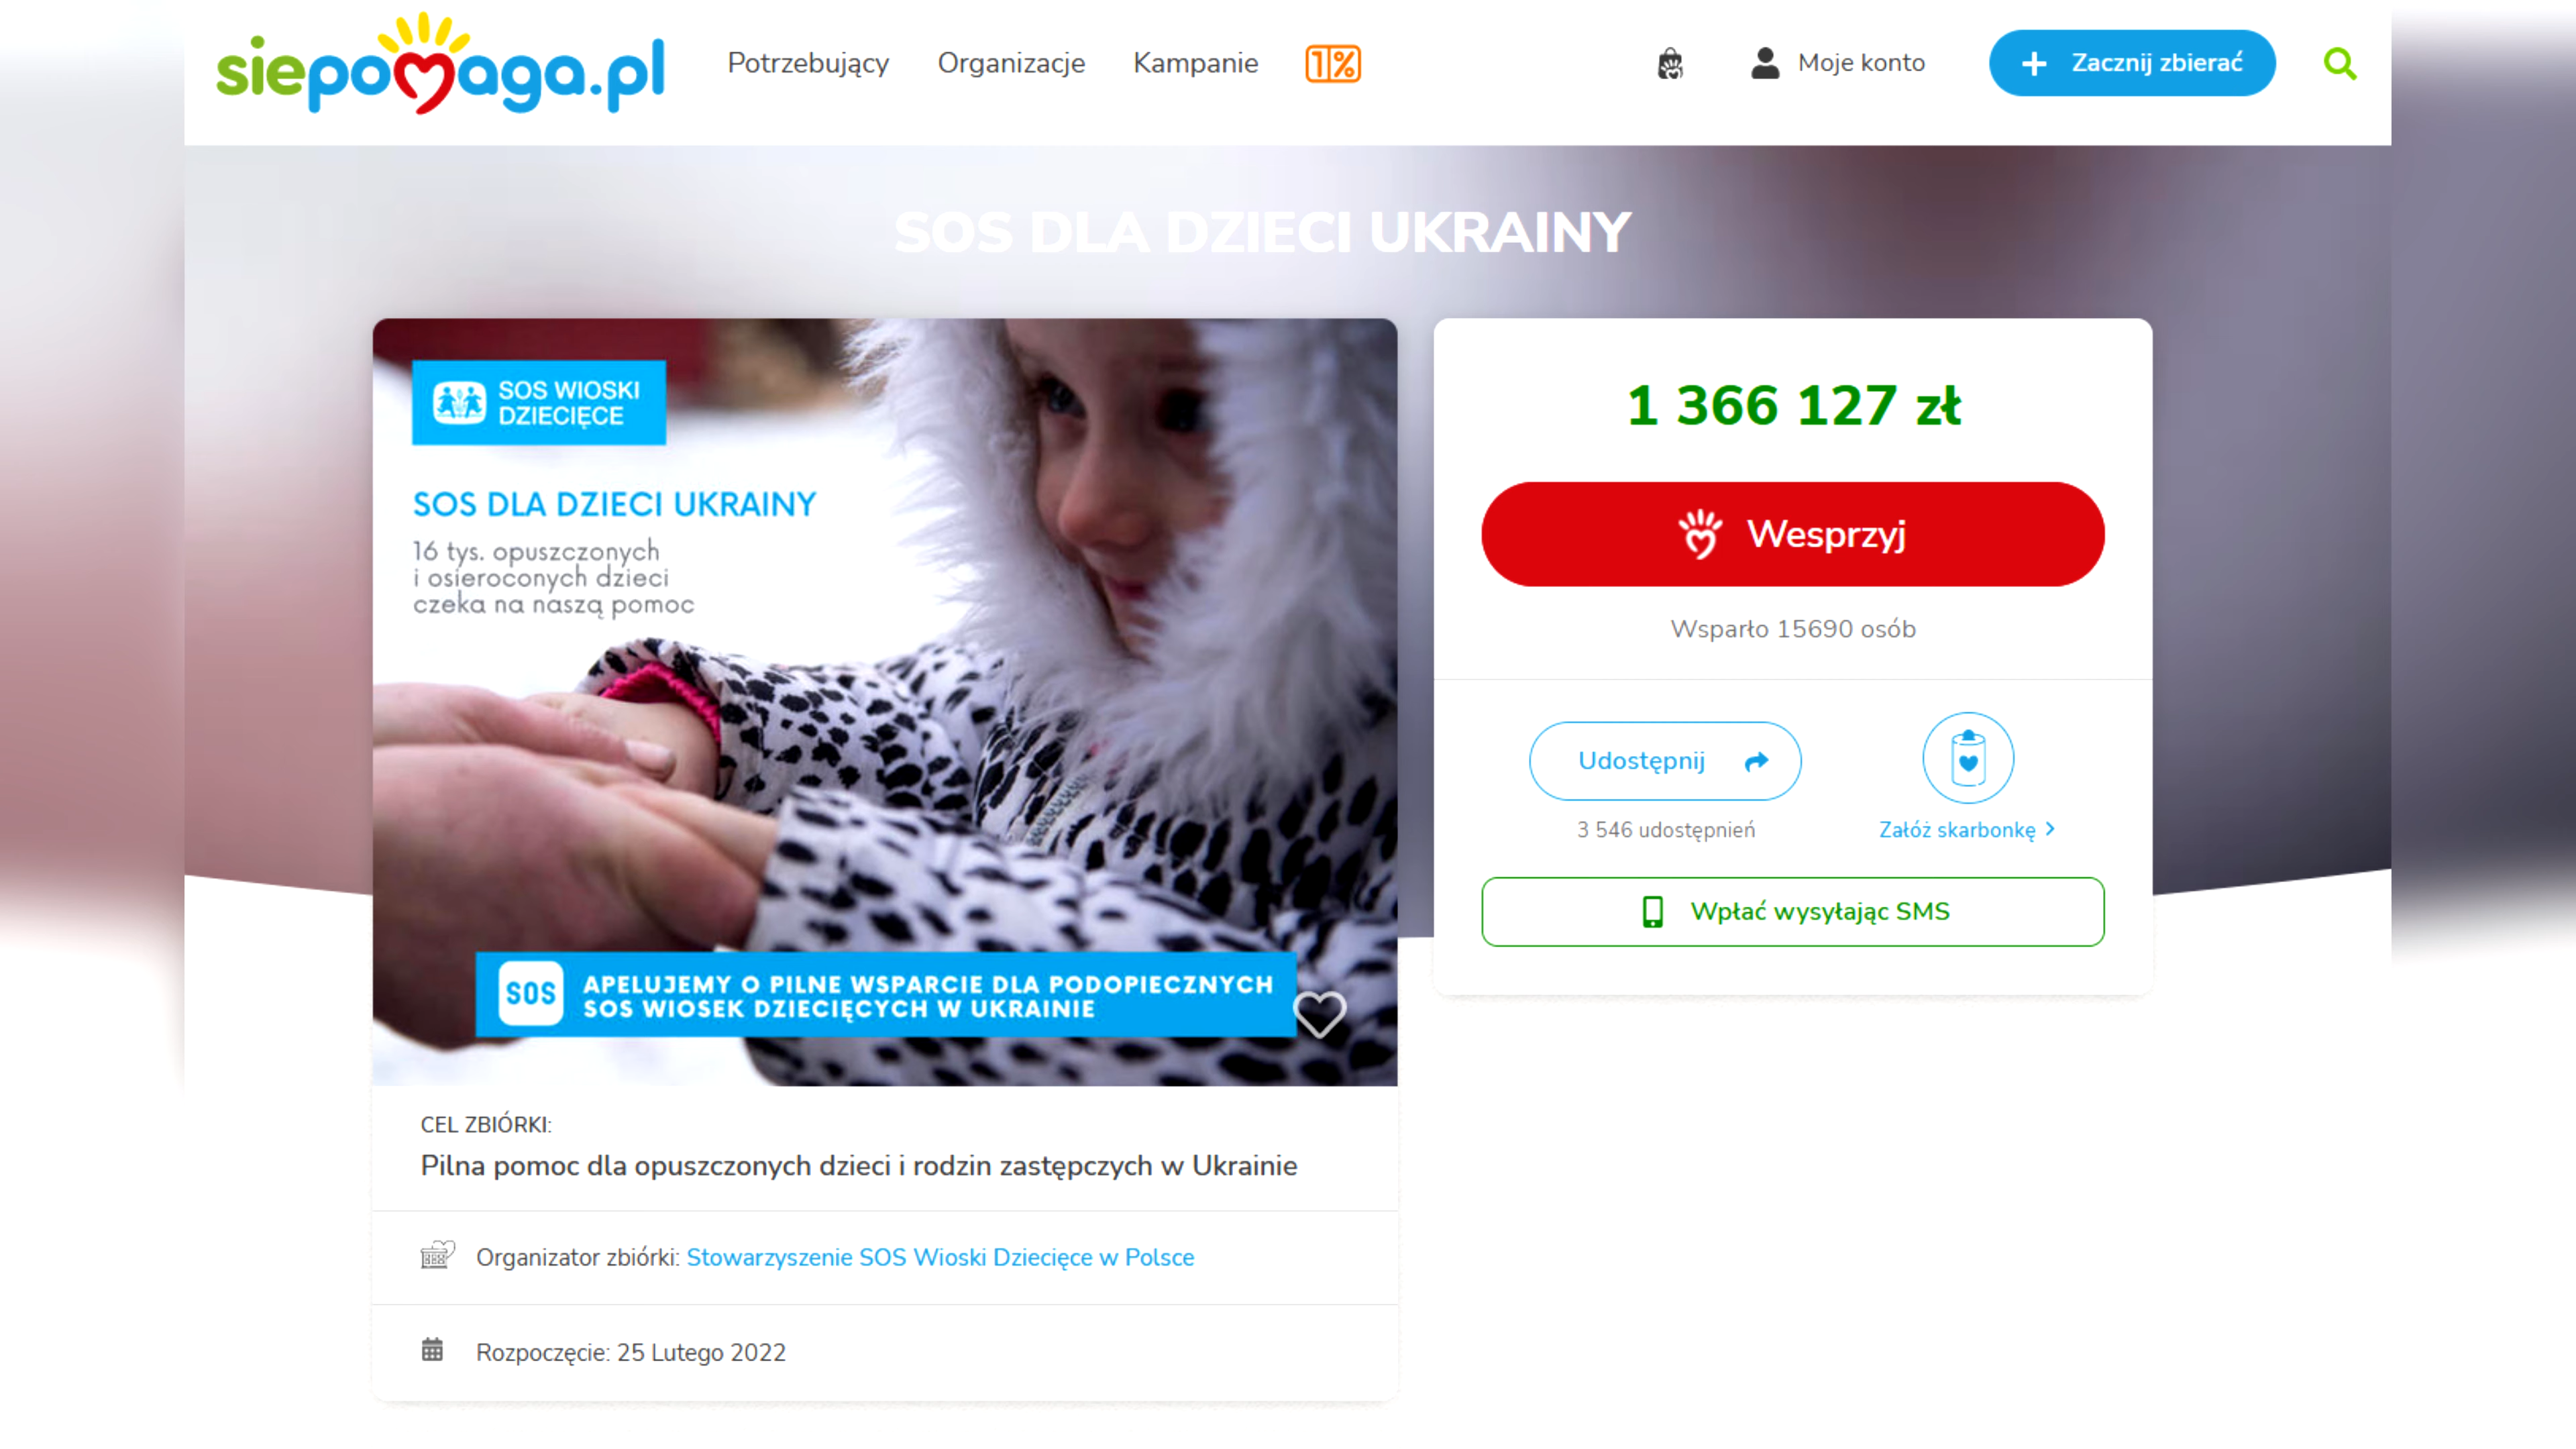 siepomaga.pl
Potrzebujący Organizacje Kampanie 1% Moje konto + Zacznij zbierać
SOS DLA DZIECI UKRAINY
SOS WIOSKI
DZIECIĘCE
SOS DLA DZIECI UKRAINY
16 tys. opuszczonych
i osieroconych dzieci
czeka na naszą pomoc
SOS
APELUJEMY O PILNE WSPARCIE DLA PODOPIECZNYCH
SOS WIOSEK DZIECIĘCYCH W UKRAINIE
CEL ZBIÓRKI:
Pilna pomoc dla opuszczonych dzieci i rodzin zastępczych w Ukrainie
Organizator zbiórki: Stowarzyszenie SOS Wioski Dziecięce w Polsce
Rozpoczęcie: 25 Lutego 2022
1 366 127 zł
Wesprzyj
Wsparło 15690 osób
Udostępnij
3 546 udostępnień
Załóż skarbonkę
Wpłać wysyłając SMS